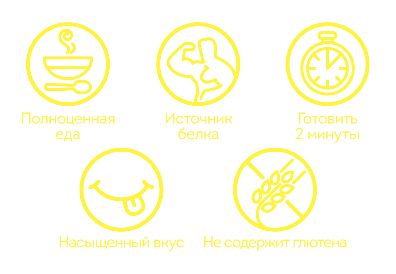 Полноценная
еда
Источник
белка
Готовить
2 минуты
Насыщенный вкус
Не содержит глютена